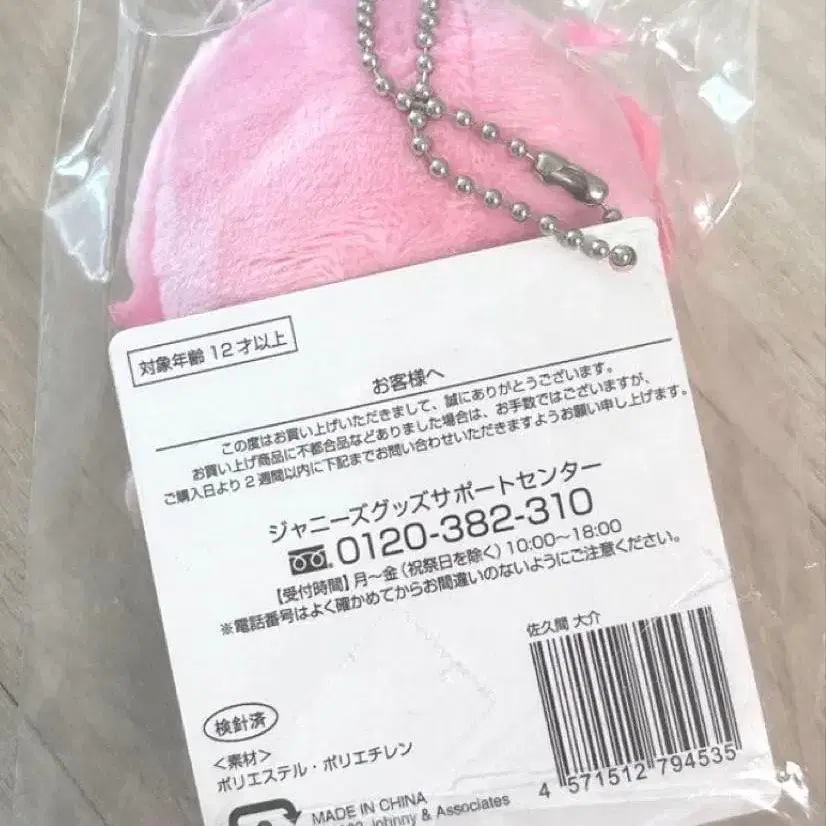 対象年齢12才以上
お客様へ
この度はお買い上げいただきまして、誠にありがとうございます。
お買い上げ商品に不都合品などありました場合は、お手数ではございますが、
ご購入日より2週間以内に下記までお問い合わせいただきますようお願い申し上げます。
ジャニーズグッズサポートセンター
0120-382-310
【受付時間】月〜金(祝祭日を除く)10:00〜18:00
※電話番号はよく確かめてからお間違いのないようにご注意ください。
佐久間 大介
4 571512 794535
検針済
<素材>
ポリエステル・ポリエチレン
MADE IN CHINA
Johnny & Associates